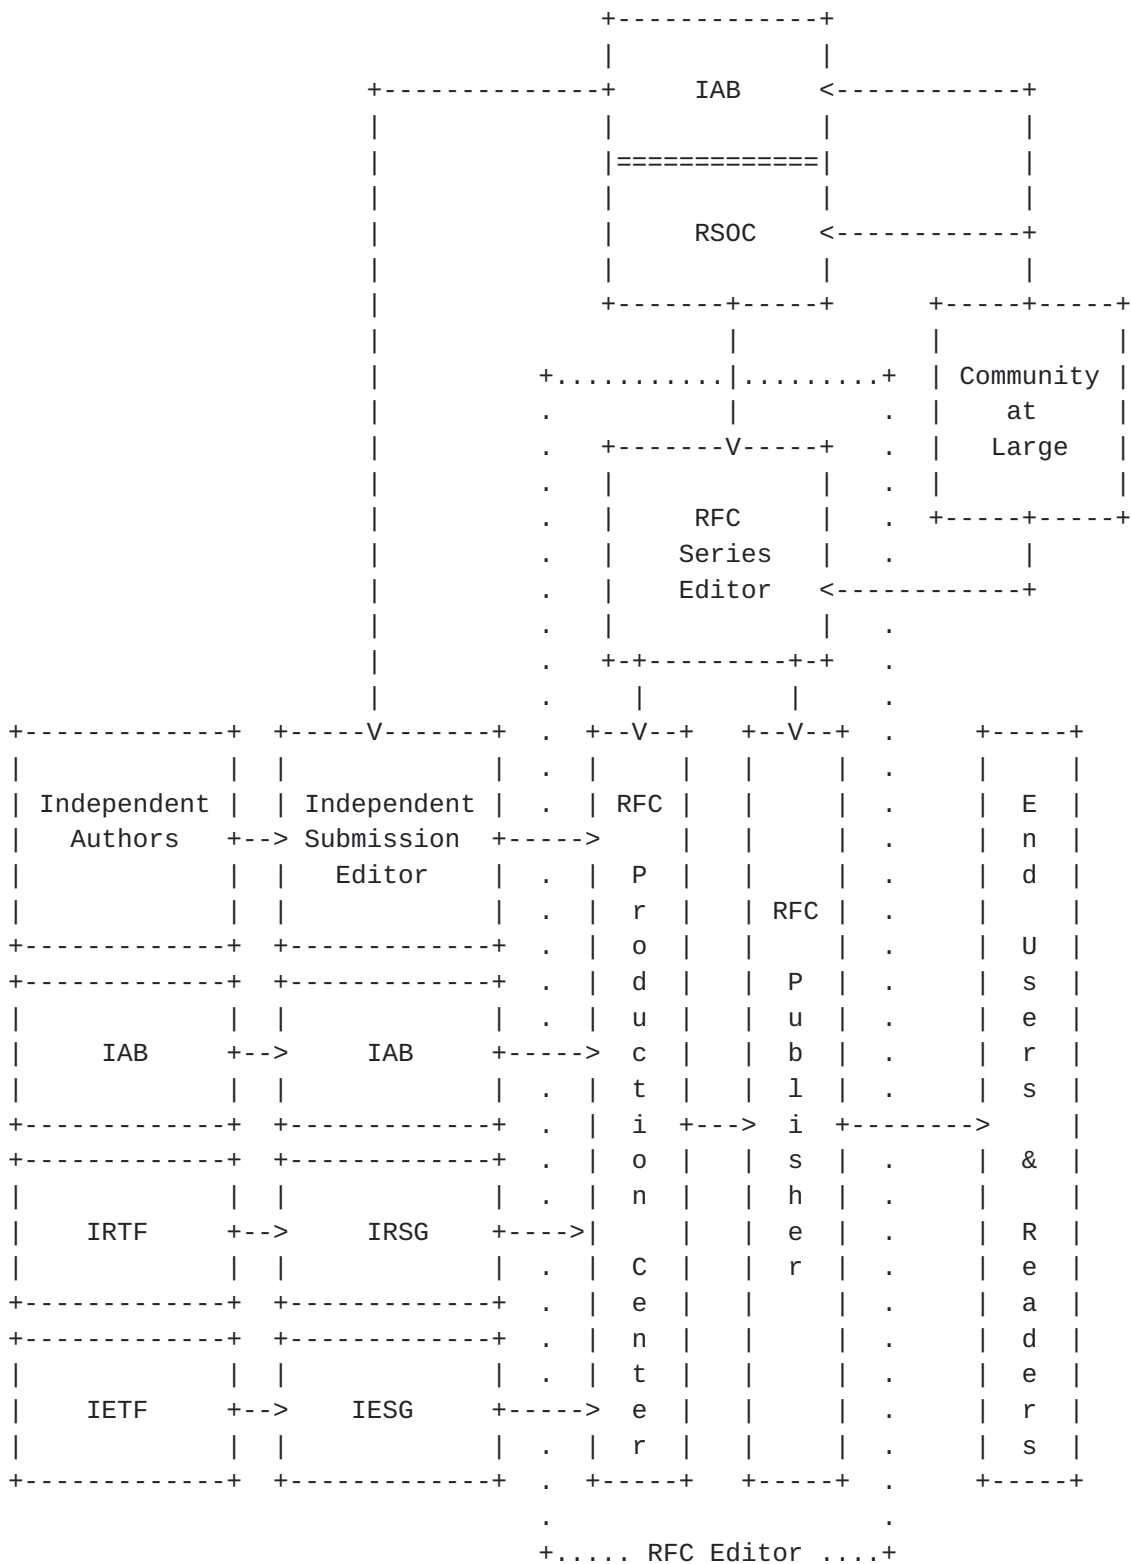 IAB
RSOC
Community
at
Large
RFC
Series
Editor
Independent
Authors
Independent
Submission
Editor
RFC Production Center
RFC Publisher
End Users & Readers
IAB
IAB
IRTF
IRSG
IETF
IESG
RFC Editor